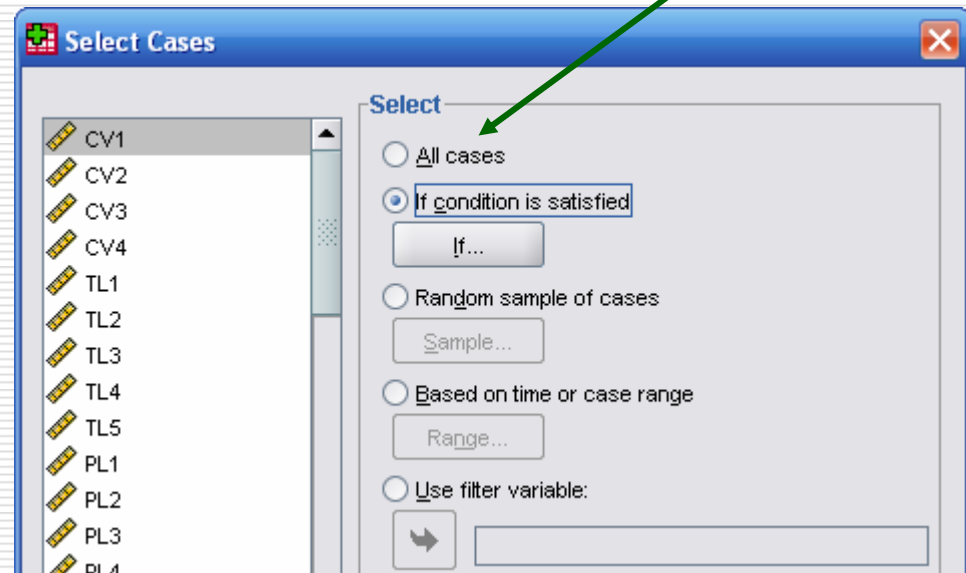 Select Cases
CV1
CV2
CV3
CV4
TL1
TL2
TL3
TL4
TL5
PL1
PL2
PL3
PL4
Select
All cases
If condition is satisfied
If...
Random sample of cases
Sample...
Based on time or case range
Range...
Use filter variable: